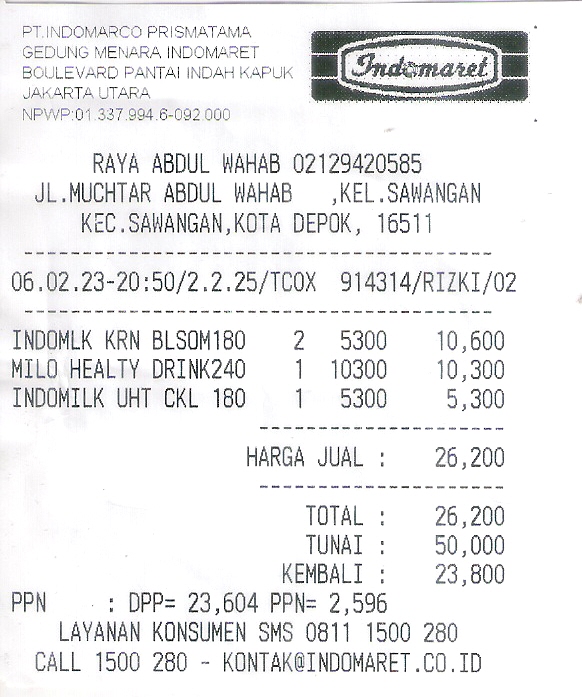 PT.INDOMARCO PRISMATAMA
GEDUNG MENARA INDOMARET
BOULEVARD PANTAI INDAH KAPUK
JAKARTA UTARA
NPWP:01.337.994.6-092.000
Indomaret
RAYA ABDUL WAHAB 02129420585
JL.MUCHTAR ABDUL WAHAB ,KEL.SAWANGAN
KEC.SAWANGAN,KOTA DEPOK, 16511
06.02.23-20:50/2.2.25/TCOX 914314/RIZKI/02
INDOMLK KRN BLSOM180 2 5300 10,600
MILO HEALTY DRINK240 1 10300 10,300
INDOMILK UHT CKL 180 1 5300 5,300
HARGA JUAL : 26,200
TOTAL : 26,200
TUNAI : 50,000
KEMBALI : 23,800
PPN : DPP= 23,604 PPN= 2,596
LAYANAN KONSUMEN SMS 0811 1500 280
CALL 1500 280 - KONTAK@INDOMARET.CO.ID